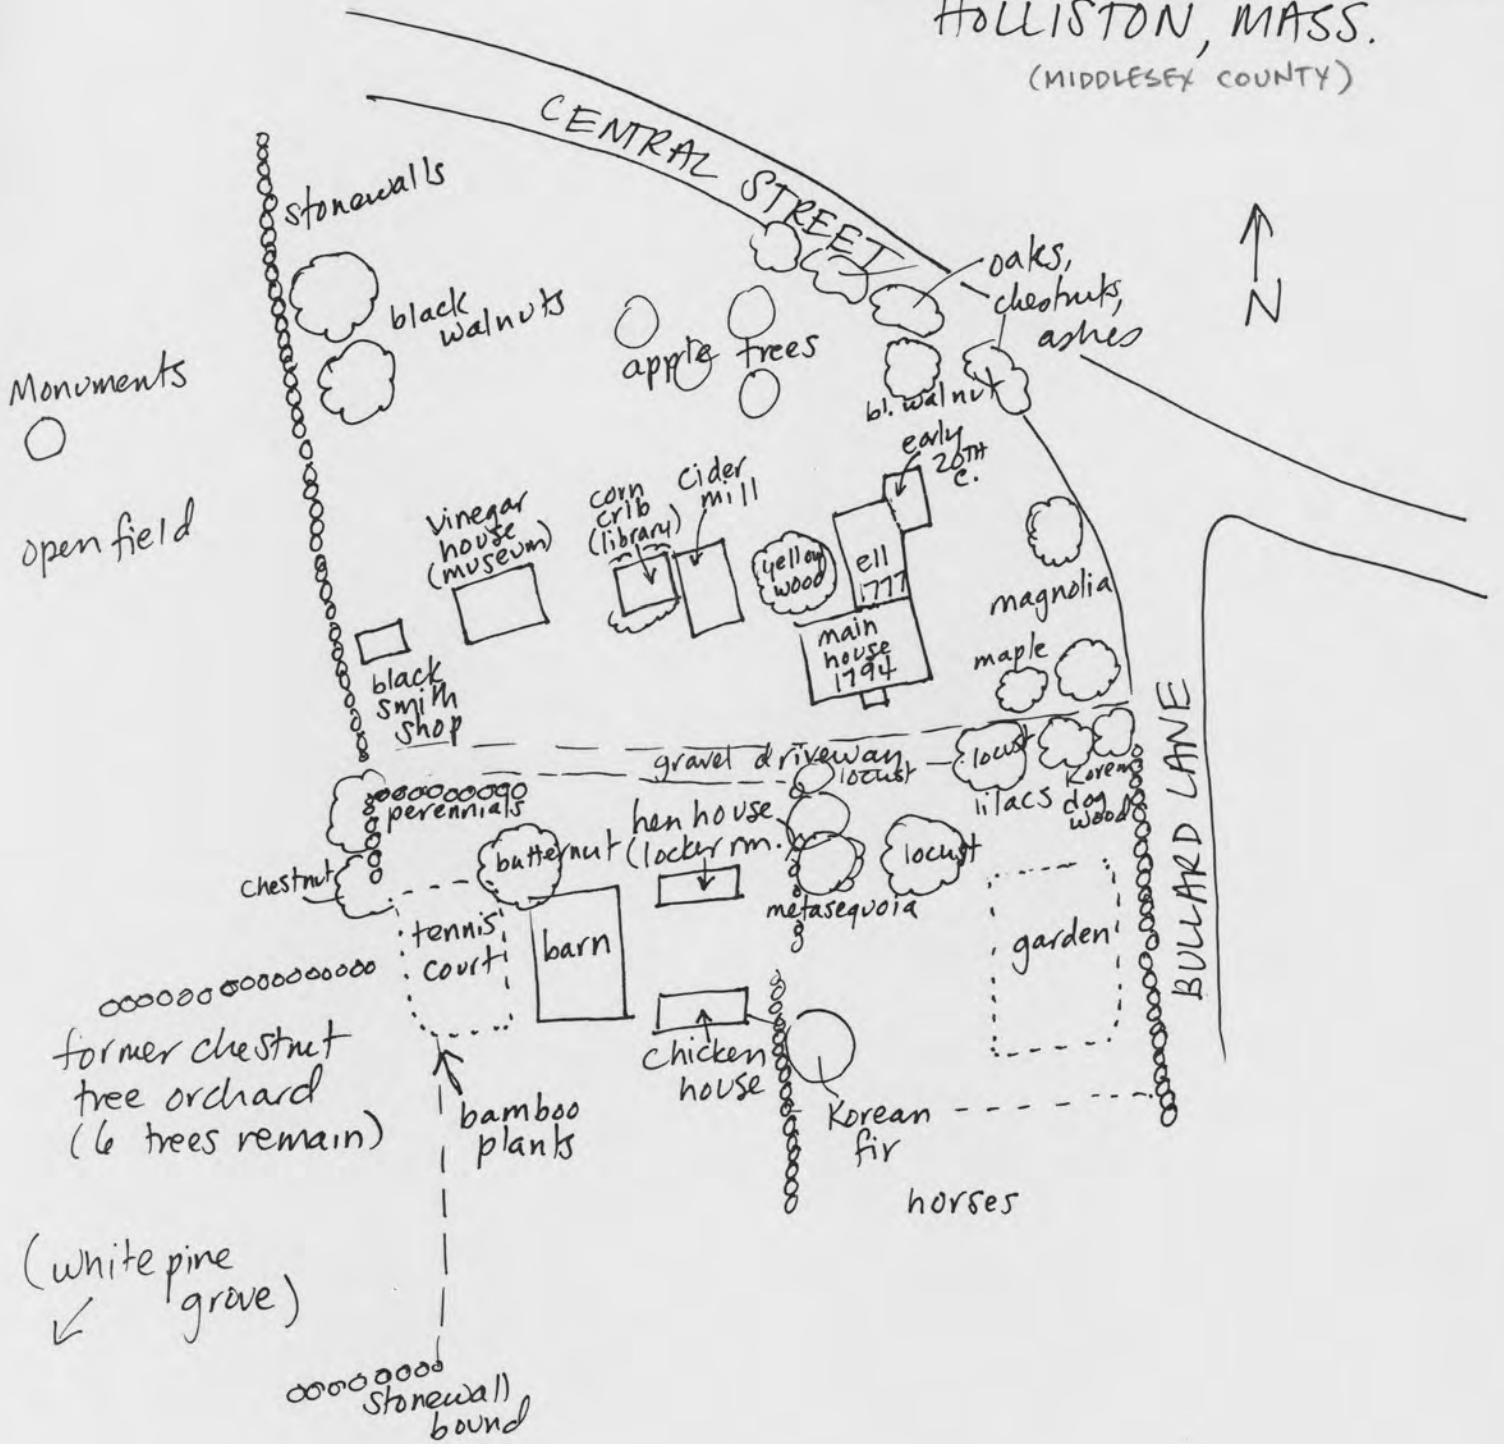 HOLLISTON, MASS.
(MIDDLESEX COUNTY)
CENTRAL STREET
stonewalls
oaks,
chestnuts,
ashes
N
black
walnuts
apple trees
Monuments
bl. walnut
early
20TH
c.
open field
vinegar
house
(museum)
corn
crib
(library)
cider
mill
yellow
wood
ell
1777
magnolia
main
house
1794
maple
black
smith
shop
gravel driveway
locust
locust
lilacs
Korean
dog
wood
BULLARD LANE
perennials
hen house
(locker rm.)
butternut
locust
chestnut
metasequoia
tennis
court
barn
garden
former chestnut
tree orchard
(6 trees remain)
chicken
house
bamboo
plants
Korean
fir
horses
(white pine
grove)
stonewall
bound